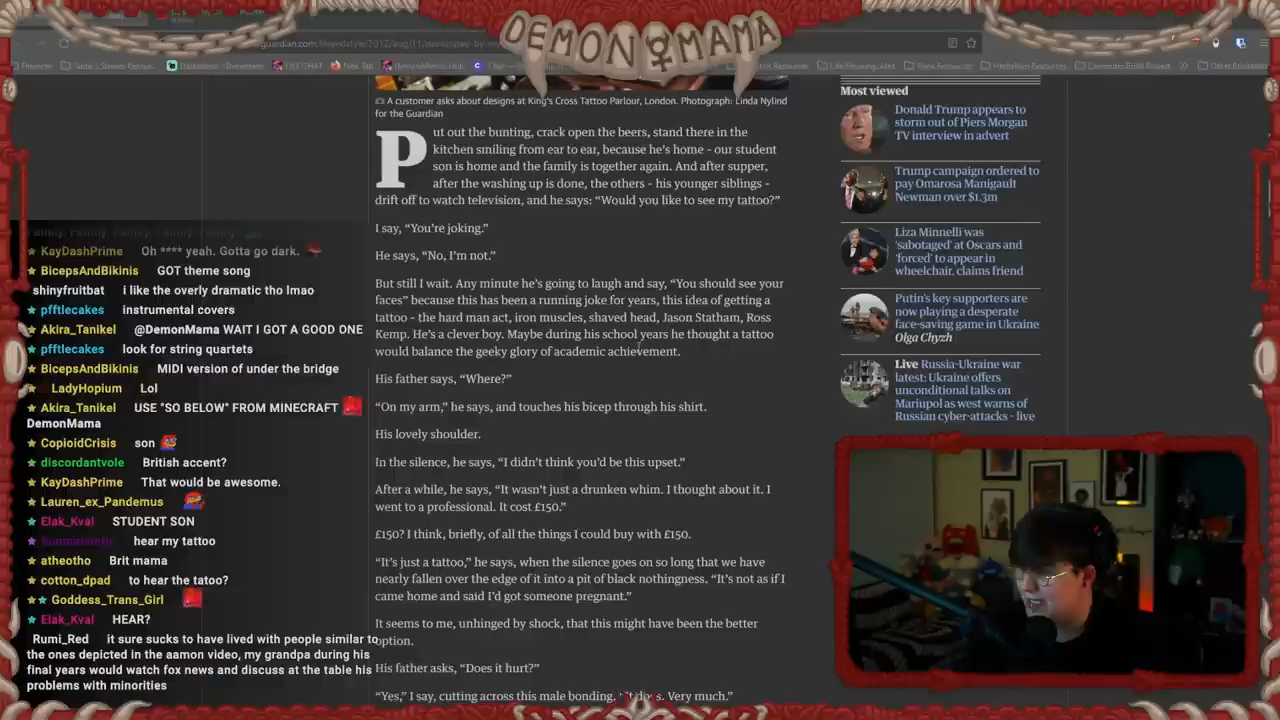 DEMON MAMA
guardian.com/lifeandstyle/2012/aug/11/devastated-by-m
A customer asks about designs at King's Cross Tattoo Parlour, London. Photograph: Linda Nylind
for the Guardian
Put out the bunting, crack open the beers, stand there in the
kitchen smiling from ear to ear, because he's home – our student
son is home and the family is together again. And after supper,
after the washing up is done, the others – his younger siblings –
drift off to watch television, and he says: “Would you like to see my tattoo?”
I say, “You're joking.”
He says, “No, I'm not.”
But still I wait. Any minute he's going to laugh and say, “You should see your
faces” because this has been a running joke for years, this idea of getting a
tattoo – the hard man act, iron muscles, shaved head, Jason Statham, Ross
Kemp. He's a clever boy. Maybe during his school years he thought a tattoo
would balance the geeky glory of academic achievement.
His father says, “Where?”
“On my arm,” he says, and touches his bicep through his shirt.
His lovely shoulder.
In the silence, he says, “I didn't think you'd be this upset.”
After a while, he says, “It wasn't just a drunken whim. I thought about it. I
went to a professional. It cost £150.”
£150? I think, briefly, of all the things I could buy with £150.
“It's just a tattoo,” he says, when the silence goes on so long that we have
nearly fallen over the edge of it into a pit of black nothingness. “It's not as if I
came home and said I'd got someone pregnant.”
It seems to me, unhinged by shock, that this might have been the better
option.
His father asks, “Does it hurt?”
“Yes,” I say, cutting across this male bonding. “It does. Very much.”
Most viewed
Donald Trump appears to
storm out of Piers Morgan
TV interview in advert
Trump campaign ordered to
pay Omarosa Manigault
Newman over $1.3m
Liza Minnelli was
'sabotaged' at Oscars and
'forced' to appear in
wheelchair, claims friend
Putin's key supporters are
now playing a desperate
face-saving game in Ukraine
Olga Chyzh
Live Russia-Ukraine war
latest: Ukraine offers
unconditional talks on
Mariupol as west warns of
Russian cyber-attacks – live
KayDashPrime Oh **** yeah. Gotta go dark.
BicepsAndBikinis GOT theme song
shinyfruitbat i like the overly dramatic tho lmao
pfftlecakes instrumental covers
Akira_Tanikel @DemonMama WAIT I GOT A GOOD ONE
pfftlecakes look for string quartets
BicepsAndBikinis MIDI version of under the bridge
LadyHopium Lol
Akira_Tanikel USE "SO BELOW" FROM MINECRAFT
DemonMama
CopioidCrisis son
discordantvole British accent?
KayDashPrime That would be awesome.
Lauren_ex_Pandemus
Elak_Kval STUDENT SON
hear my tattoo
atheotho Brit mama
cotton_dpad to hear the tatoo?
Goddess_Trans_Girl
Elak_Kval HEAR?
Rumi_Red it sure sucks to have lived with people similar to
the ones depicted in the aamon video, my grandpa during his
final years would watch fox news and discuss at the table his
problems with minorities